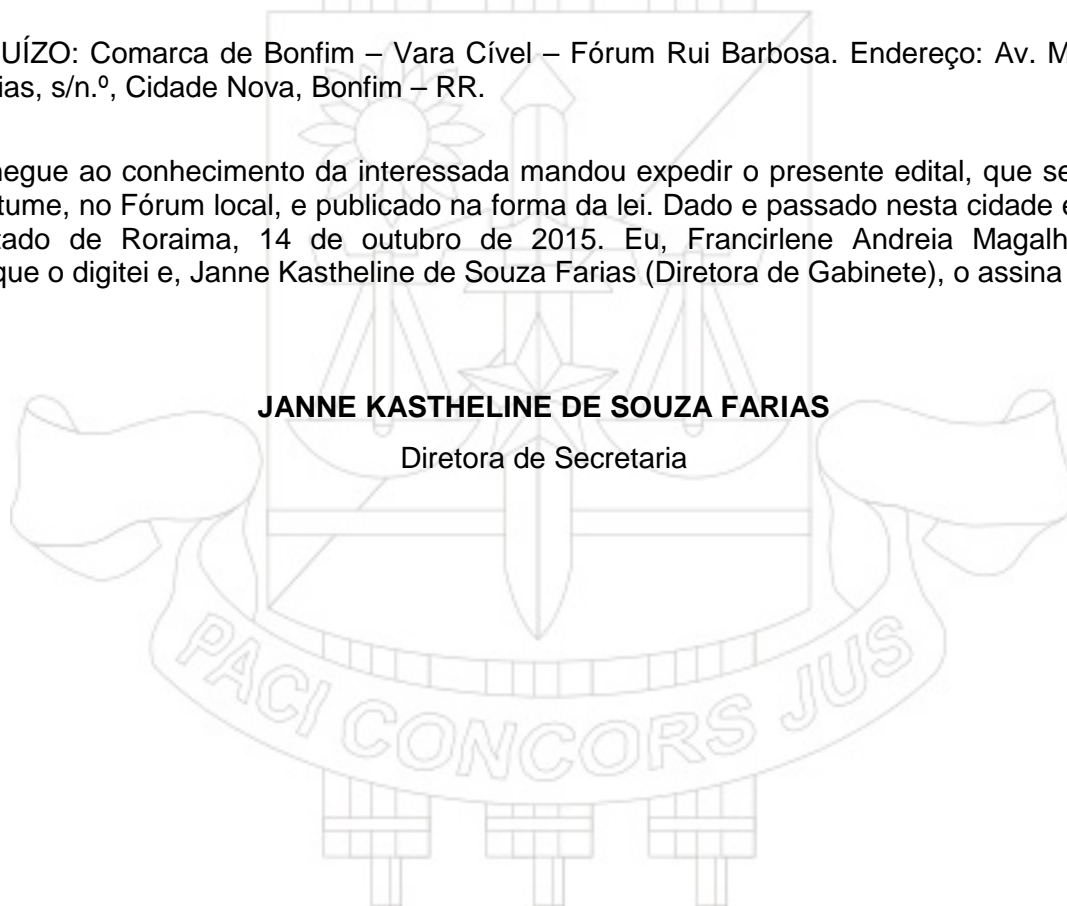 UÍZO: Comarca de Bonfim – Vara Cível – Fórum Rui Barbosa. Endereço: Av. M
ias, s/n.º, Cidade Nova, Bonfim – RR.
hegue ao conhecimento da interessada mandou expedir o presente edital, que se
tume, no Fórum local, e publicado na forma da lei. Dado e passado nesta cidade e
tado de Roraima, 14 de outubro de 2015. Eu, Francirlene Andreia Magalh
que o digitei e, Janne Kastheline de Souza Farias (Diretora de Gabinete), o assina
JANNE KASTHELINE DE SOUZA FARIAS
Diretora de Secretaria
PACI CONCORS JUS